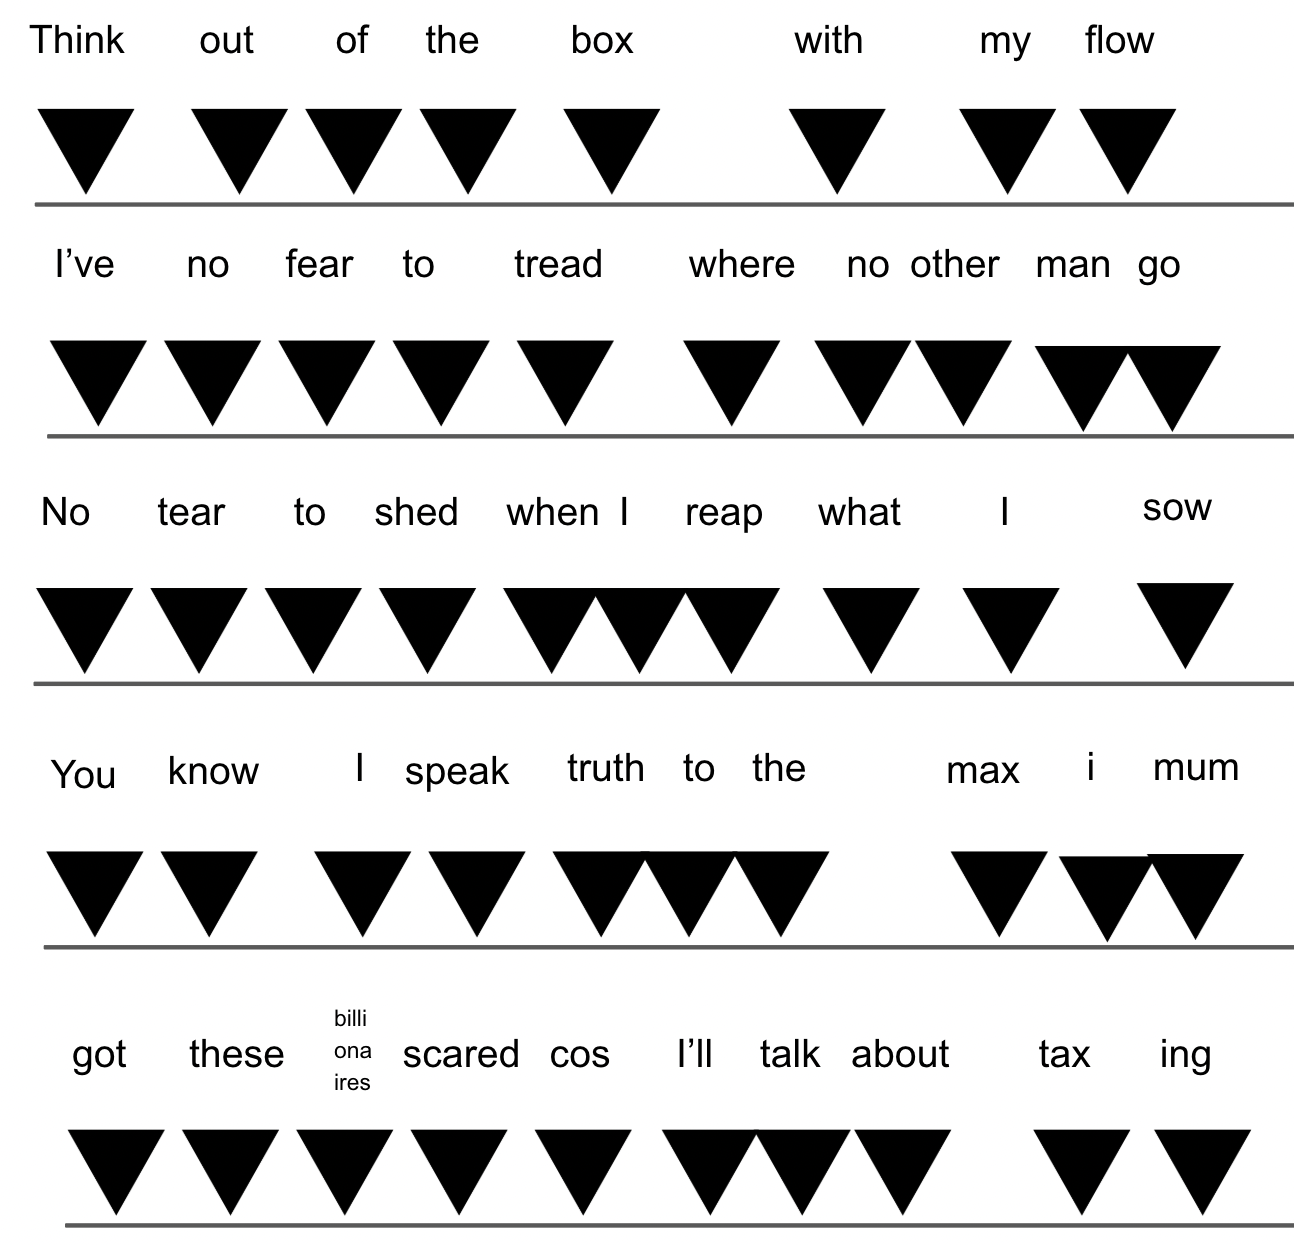 Think out of the box with my flow
I've no fear to tread where no other man go
No tear to shed when I reap what I sow
You know I speak truth to the max i mum
got these billi ona ires scared cos I'll talk about tax ing